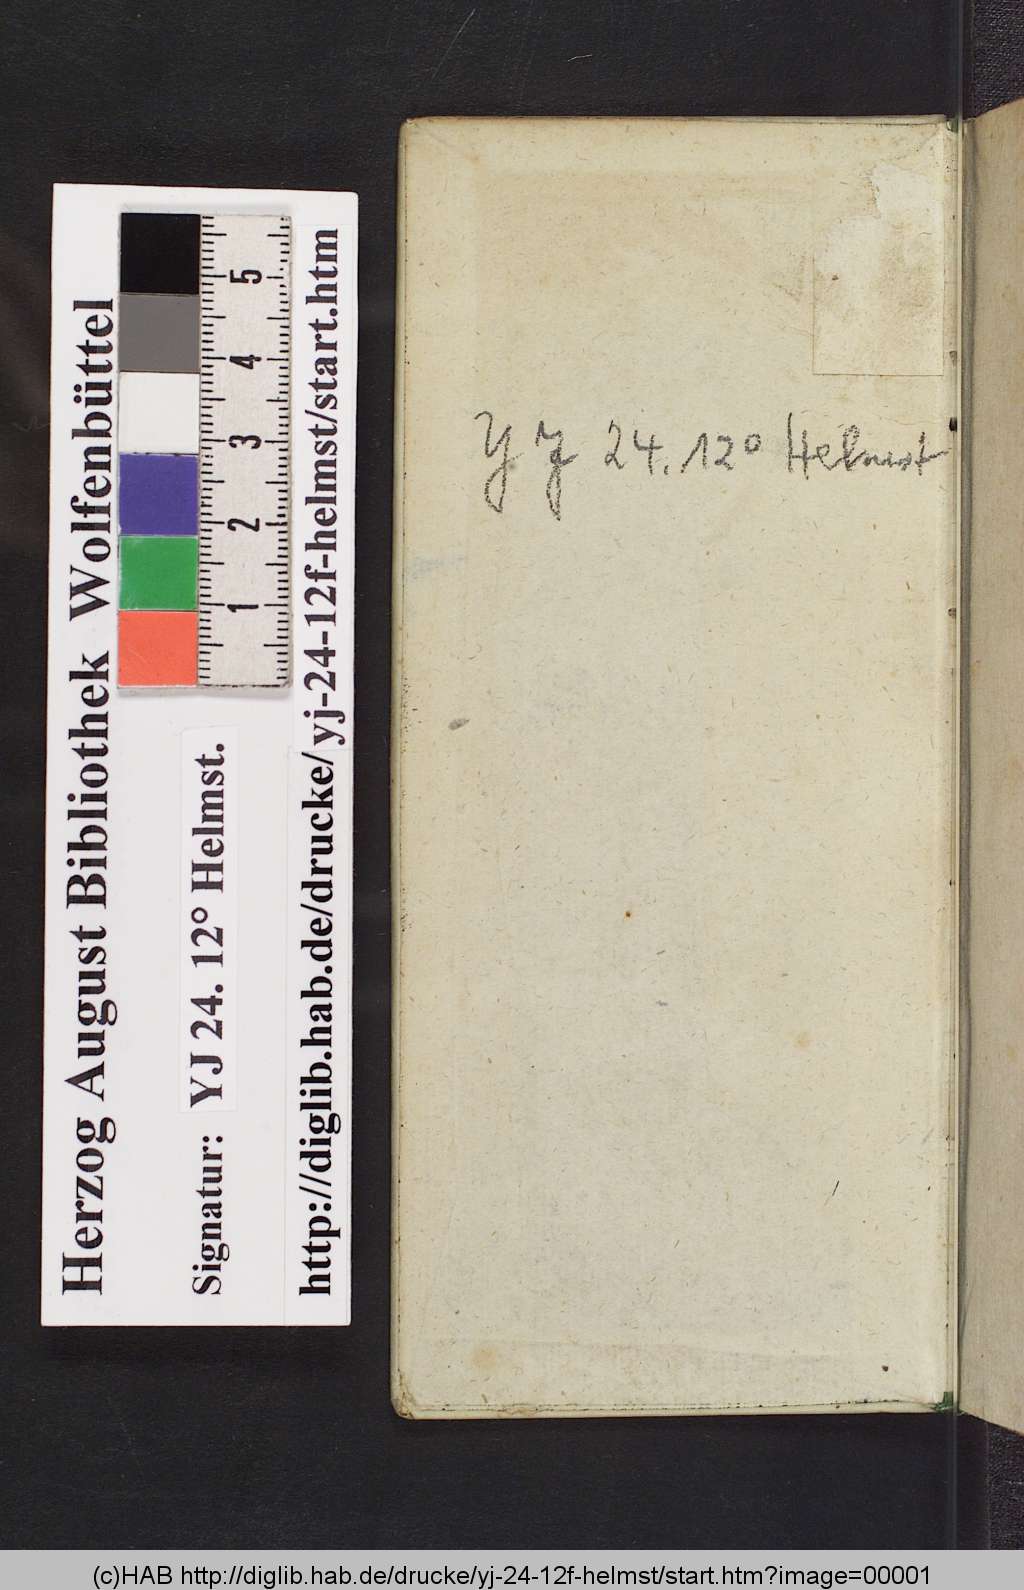 Herzog August Bibliothek Wolfenbüttel
Signatur: YJ 24. 12° Helmst.
http://diglib.hab.de/drucke/yj-24-12f-helmst/start.htm
5
4
3
2
1
YJ 24. 12° Helmst
(c)HAB http://diglib.hab.de/drucke/yj-24-12f-helmst/start.htm?image=00001